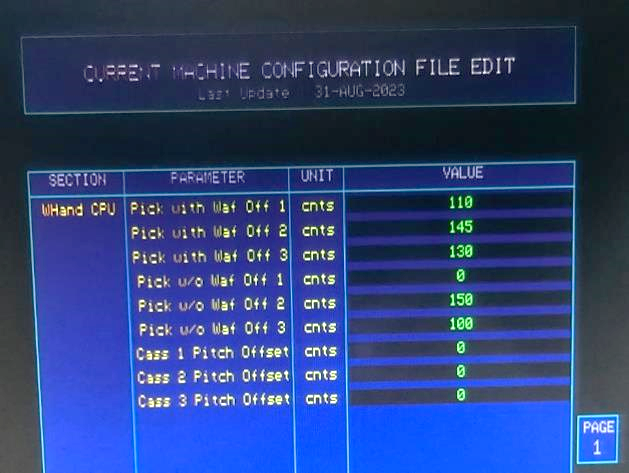 CURRENT MACHINE CONFIGURATION FILE EDIT
Last Update : 31-AUG-2023
SECTION PARAMETER UNIT VALUE
WHand CPU Pick with Waf Off 1 cnts 110
Pick with Waf Off 2 cnts 145
Pick with Waf Off 3 cnts 130
Pick w/o Waf Off 1 cnts 0
Pick w/o Waf Off 2 cnts 150
Pick w/o Waf Off 3 cnts 100
Cass 1 Pitch Offset cnts 0
Cass 2 Pitch Offset cnts 0
Cass 3 Pitch Offset cnts 0
PAGE
1